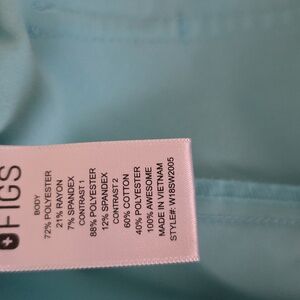 FIGS
BODY
72% POLYESTER
21% RAYON
7% SPANDEX
CONTRAST 1
88% POLYESTER
12% SPANDEX
CONTRAST 2
60% COTTON
40% POLYESTER
100% AWESOME
MADE IN VIETNAM
STYLE#: W18SW2005